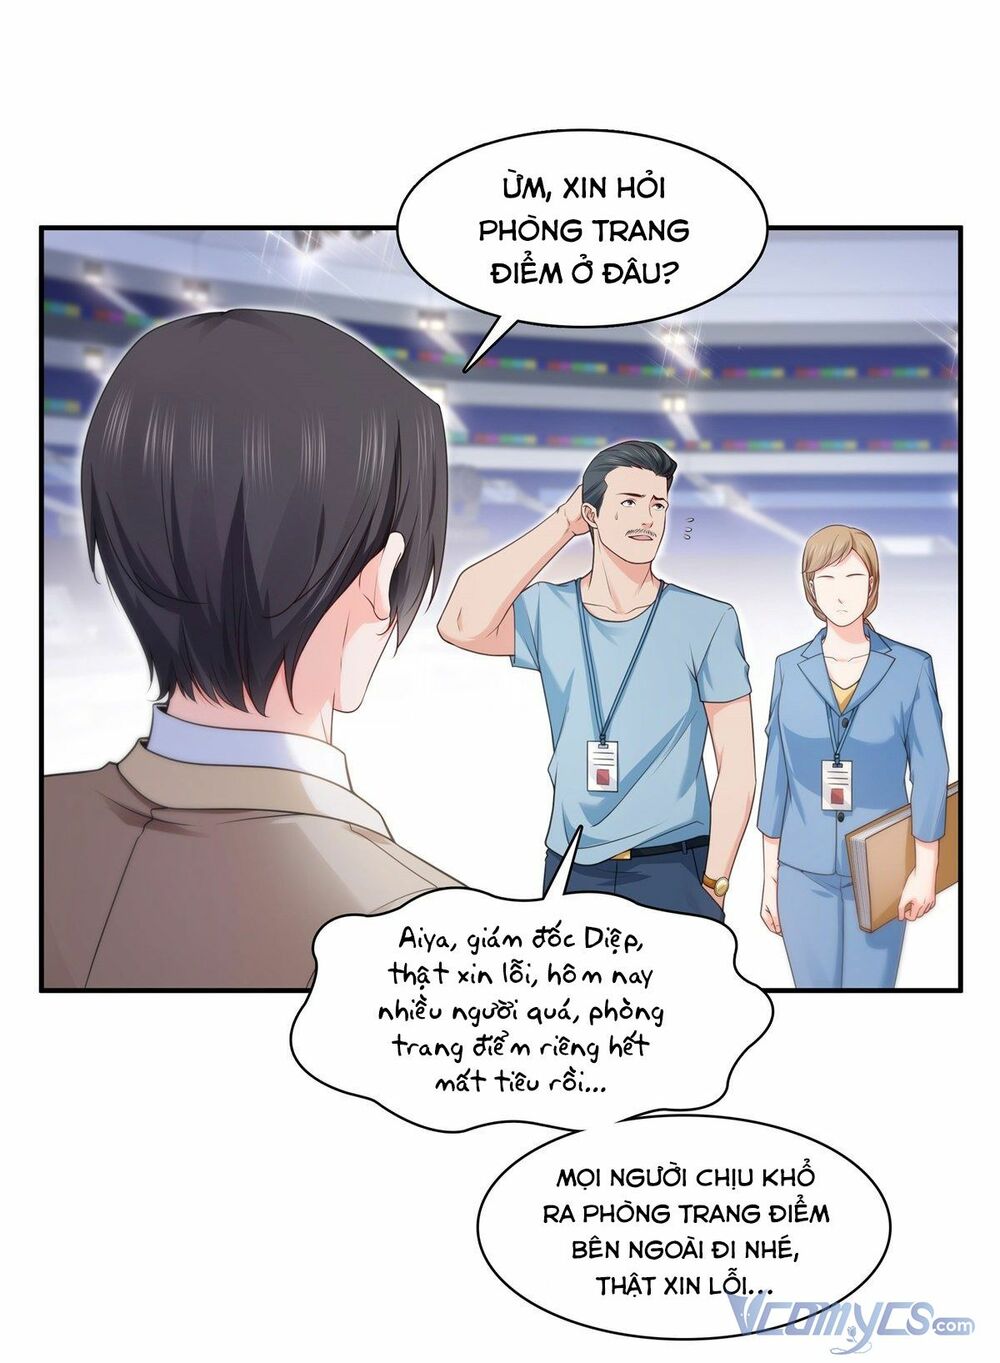 ỪM, XIN HỎI
PHÒNG TRANG
ĐIỂM Ở ĐÂU?
Aiya, giám đốc Diệp,
thật xin lỗi, hôm nay
nhiều người quá, phòng
trang điểm riêng hết
mất tiêu rồi...
MỌI NGƯỜI CHỊU KHỔ
RA PHÒNG TRANG ĐIỂM
BÊN NGOÀI ĐI NHÉ,
THẬT XIN LỖI...
Vcomycs.com